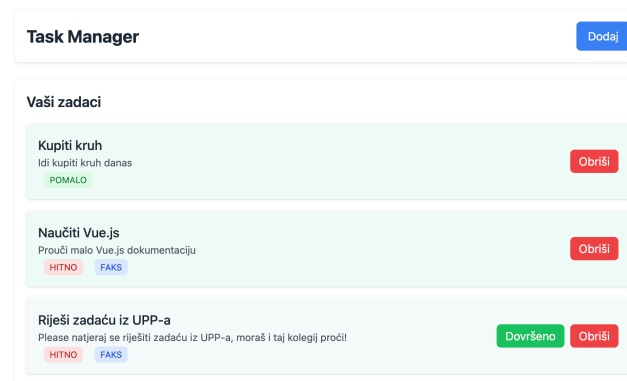 Task Manager
Dodaj
Vaši zadaci
Kupiti kruh
Idi kupiti kruh danas
POMALO
Obriši
Naučiti Vue.js
Prouči malo Vue.js dokumentaciju
HITNO FAKS
Obriši
Riješi zadaću iz UPP-a
Please natjeraj se riješiti zadaću iz UPP-a, moraš i taj kolegij proći!
HITNO FAKS
Dovršeno Obriši